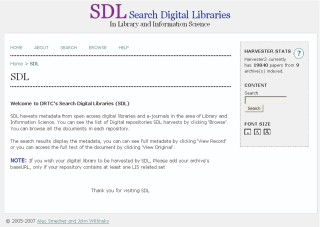 SDL Search Digital Libraries
In Library and Information Science
HOME ABOUT SEARCH BROWSE HELP
Home > SDL
SDL
Welcome to DRTC's Search Digital Libraries (SDL)
SDL harvests metadata from open access digital libraries and e-journals in the area of Library and
Information Science. You can see the list of Digital repositories SDL harvests by clicking 'Browse'.
You can browse all the documents in each repository.
The search results display the metadata, you can see full metadata by clicking 'View Record'
or you can access the full text of the document by clicking 'View Original'.
NOTE: If you wish your digital library to be harvested by SDL, Please add your archive's
baseURL, only if your repository contains at least one LIS related set
Thank you for visiting SDL.
HARVESTER STATS
?
Harvester2 currently
has 19840 papers from 9
archive(s) indexed.
CONTENT
Search
Search
FONT SIZE
A A A
© 2005-2007 Alec Smecher and John Willinsky